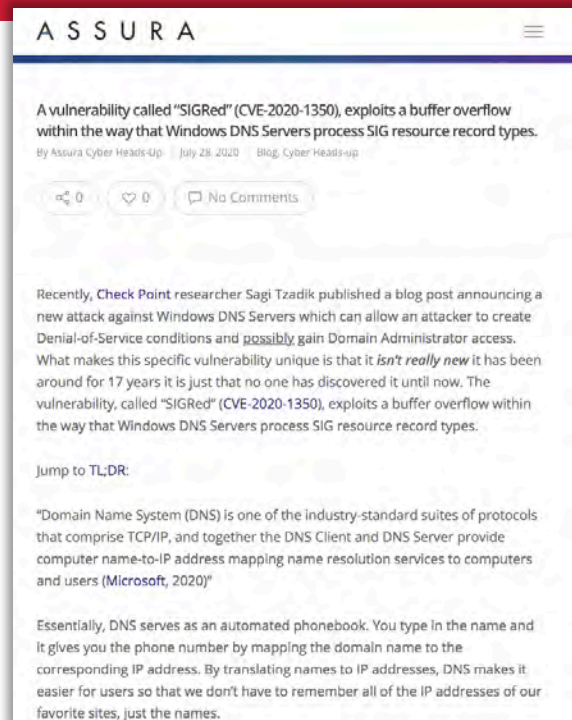 ASSURA
A vulnerability called “SIGRed” (CVE-2020-1350), exploits a buffer overflow
within the way that Windows DNS Servers process SIG resource record types.
By Assura Cyber Heads-Up July 28, 2020 Blog, Cyber Heads-up
0 0 No Comments
Recently, Check Point researcher Sagi Tzadik published a blog post announcing a
new attack against Windows DNS Servers which can allow an attacker to create
Denial-of-Service conditions and possibly gain Domain Administrator access.
What makes this specific vulnerability unique is that it isn’t really new it has been
around for 17 years it is just that no one has discovered it until now. The
vulnerability, called “SIGRed” (CVE-2020-1350), exploits a buffer overflow within
the way that Windows DNS Servers process SIG resource record types.
Jump to TL;DR:
“Domain Name System (DNS) is one of the industry-standard suites of protocols
that comprise TCP/IP, and together the DNS Client and DNS Server provide
computer name-to-IP address mapping name resolution services to computers
and users (Microsoft, 2020)”
Essentially, DNS serves as an automated phonebook. You type in the name and
it gives you the phone number by mapping the domain name to the
corresponding IP address. By translating names to IP addresses, DNS makes it
easier for users so that we don’t have to remember all of the IP addresses of our
favorite sites, just the names.